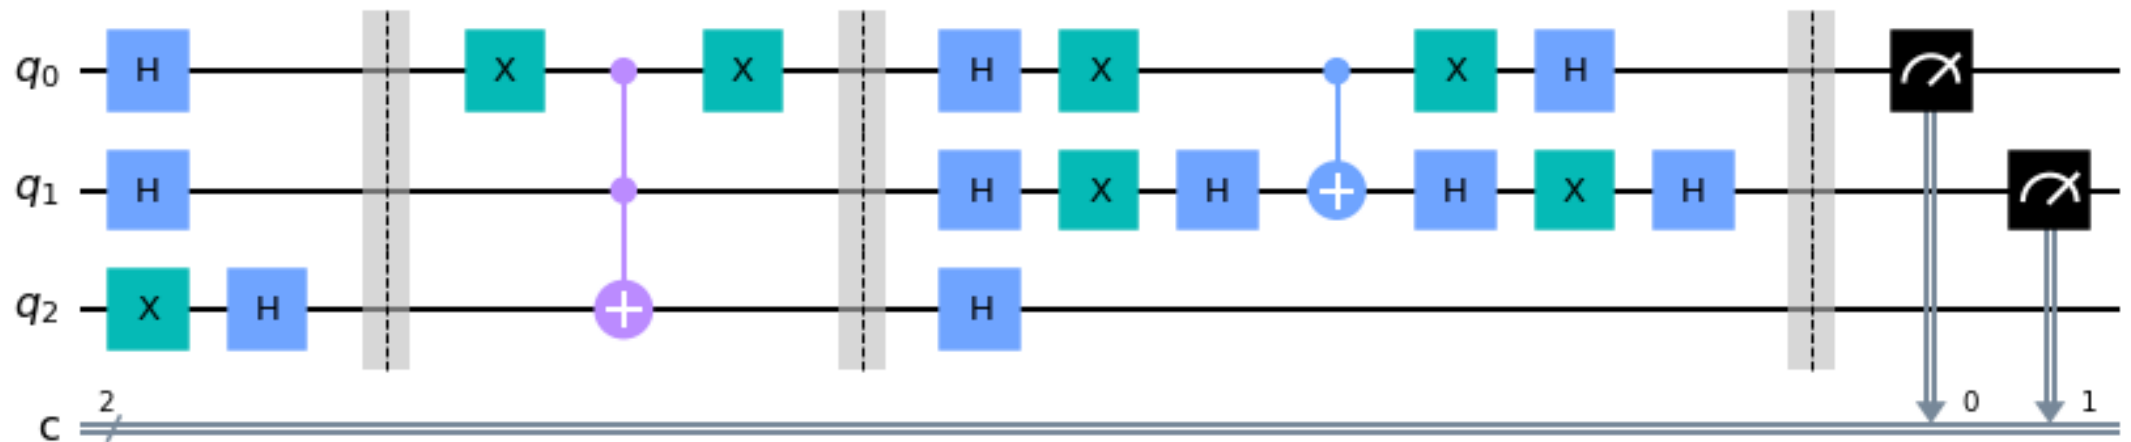 q0 H X X H X X H
q1 H H X H H X H
q2 X H H
c 2 0 1